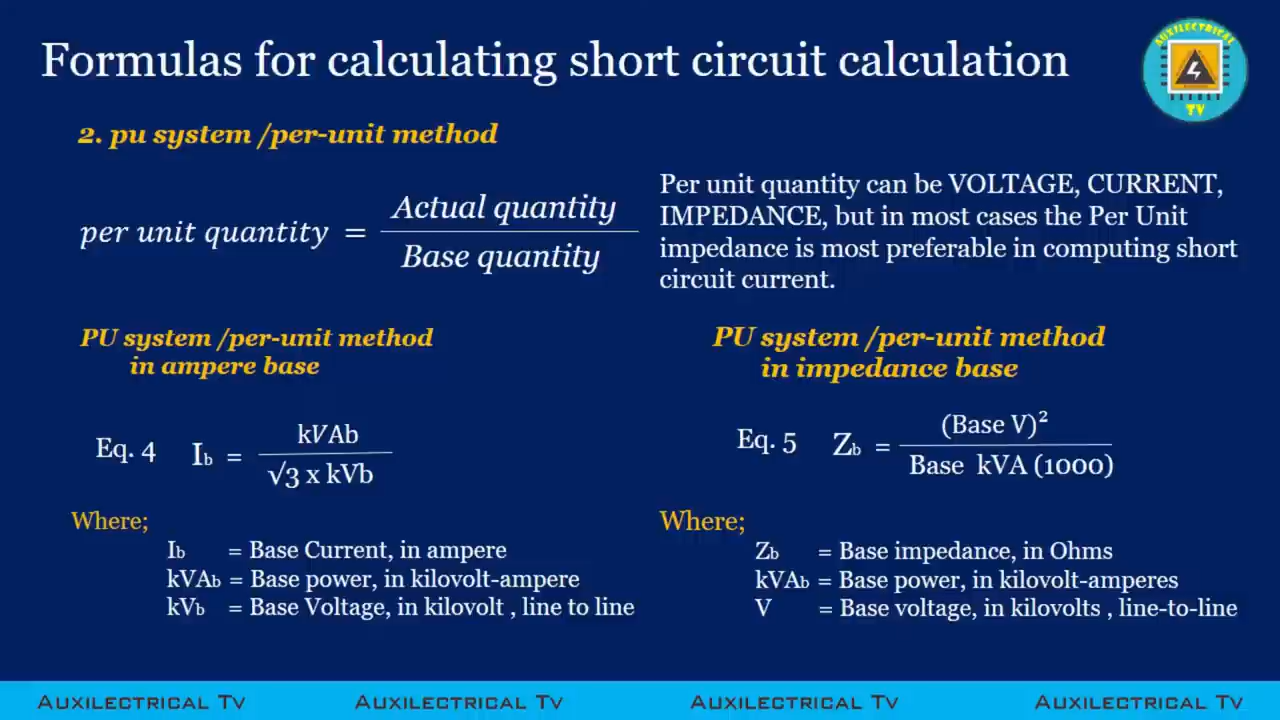 Formulas for calculating short circuit calculation
AUXILECTRICAL
TV
2. pu system /per-unit method
per unit quantity = Actual quantity / Base quantity
Per unit quantity can be VOLTAGE, CURRENT,
IMPEDANCE, but in most cases the Per Unit
impedance is most preferable in computing short
circuit current.
PU system /per-unit method
in ampere base
Eq. 4 Ib = kVAb / √3 x kVb
Where;
Ib = Base Current, in ampere
kVAb = Base power, in kilovolt-ampere
kVb = Base Voltage, in kilovolt , line to line
PU system /per-unit method
in impedance base
Eq. 5 Zb = (Base V)² / Base kVA (1000)
Where;
Zb = Base impedance, in Ohms
kVAb = Base power, in kilovolt-amperes
V = Base voltage, in kilovolts , line-to-line
Auxilectrical Tv Auxilectrical Tv Auxilectrical Tv Auxilectrical Tv